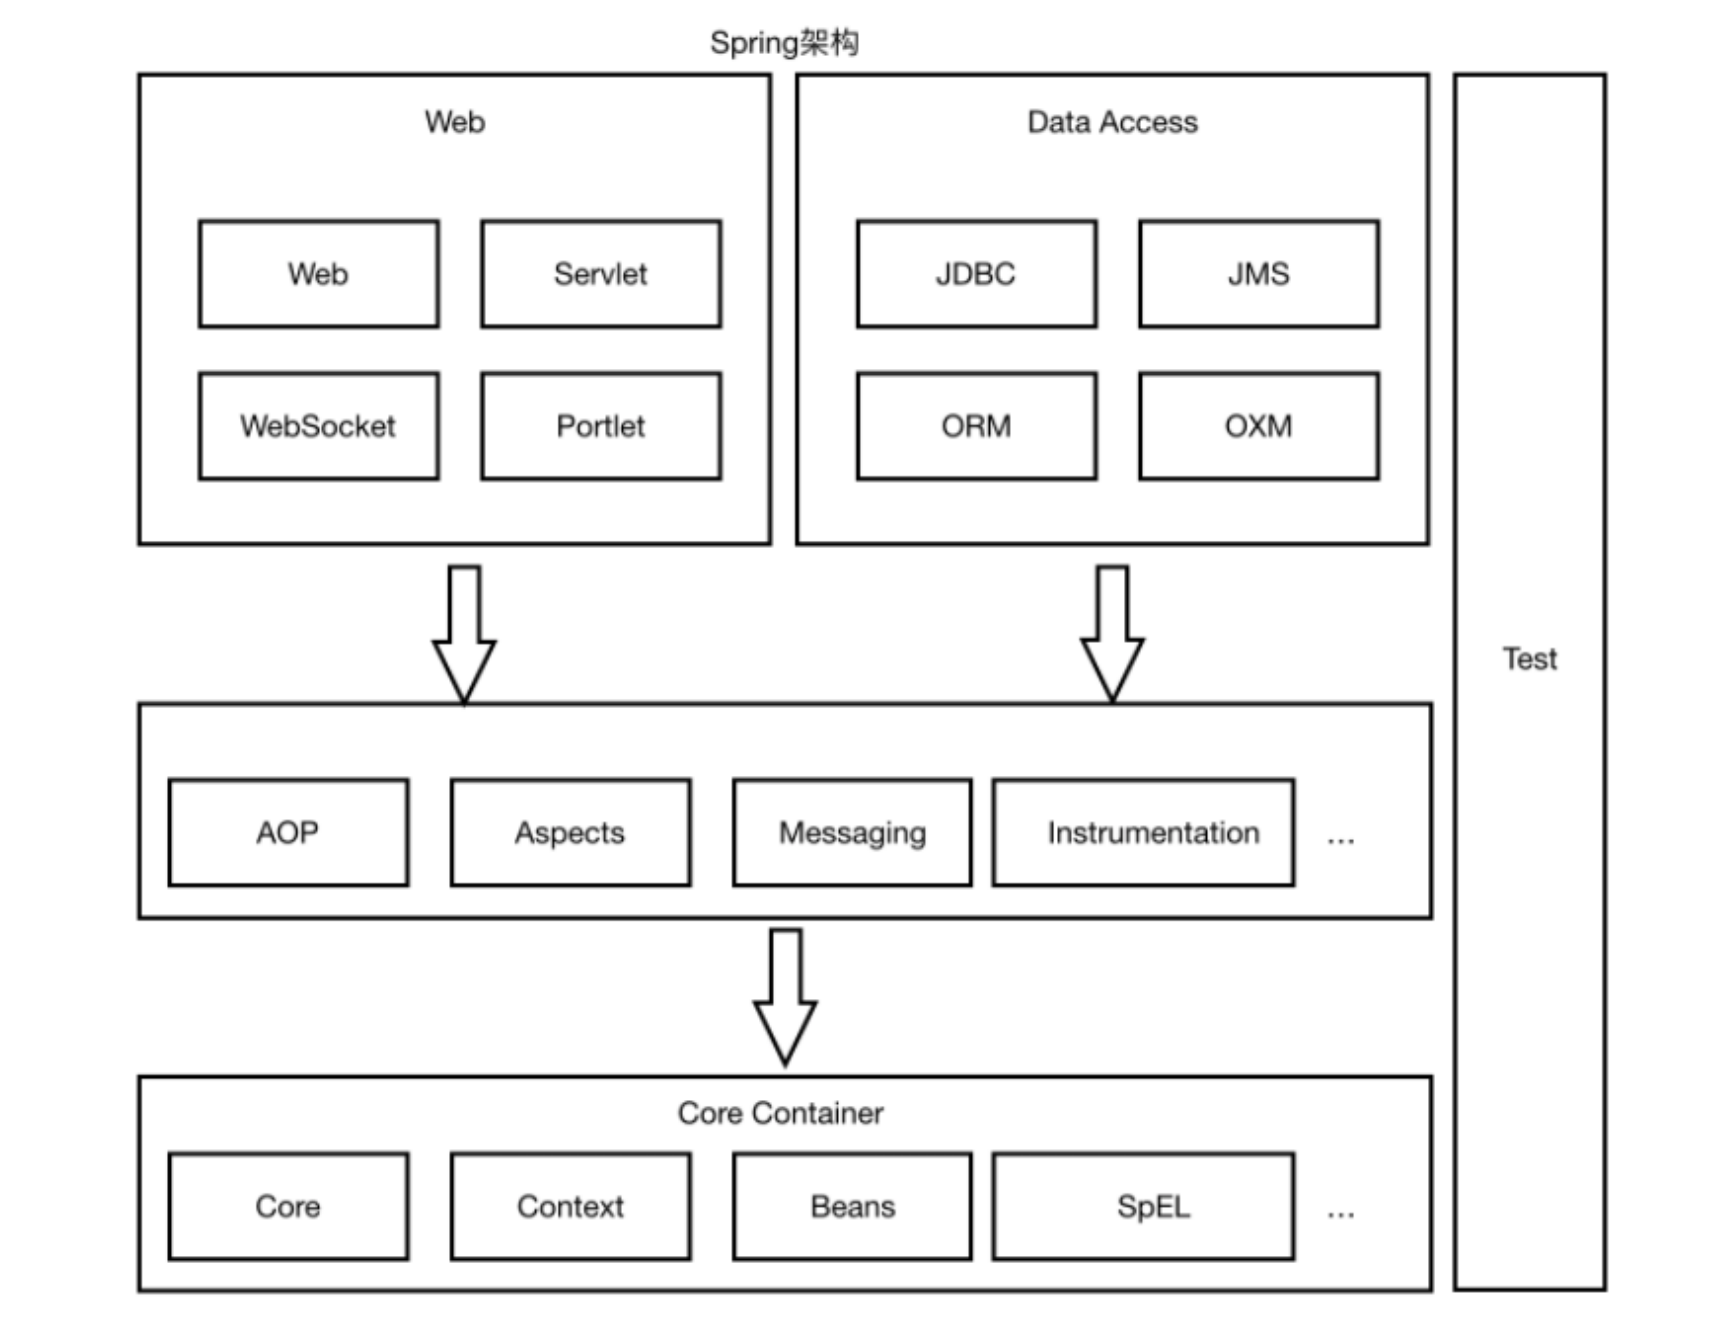 Spring架构
Web
Data Access
Web
Servlet
JDBC
JMS
WebSocket
Portlet
ORM
OXM
Test
AOP
Aspects
Messaging
Instrumentation
...
Core Container
Core
Context
Beans
SpEL
...